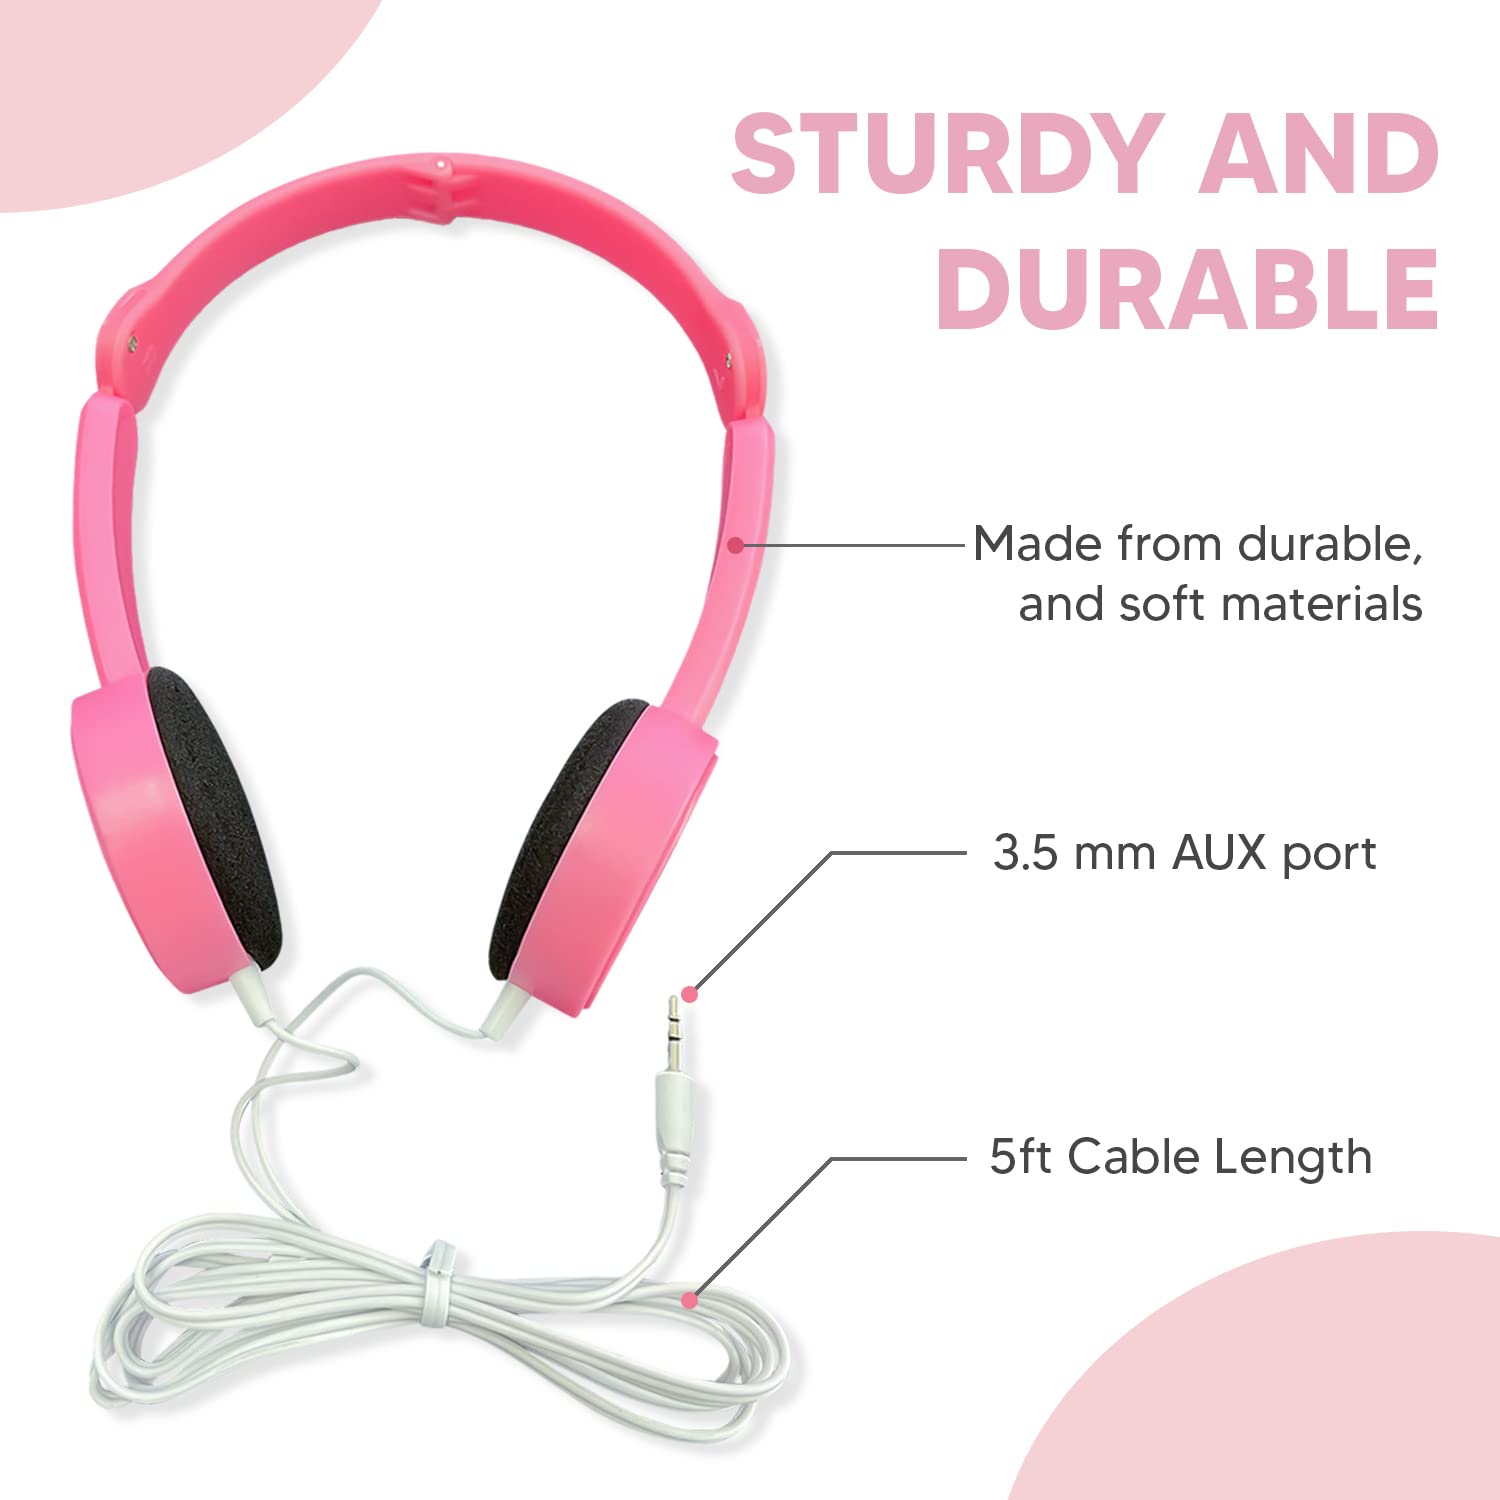 STURDY AND
DURABLE
Made from durable,
and soft materials
3.5 mm AUX port
5ft Cable Length